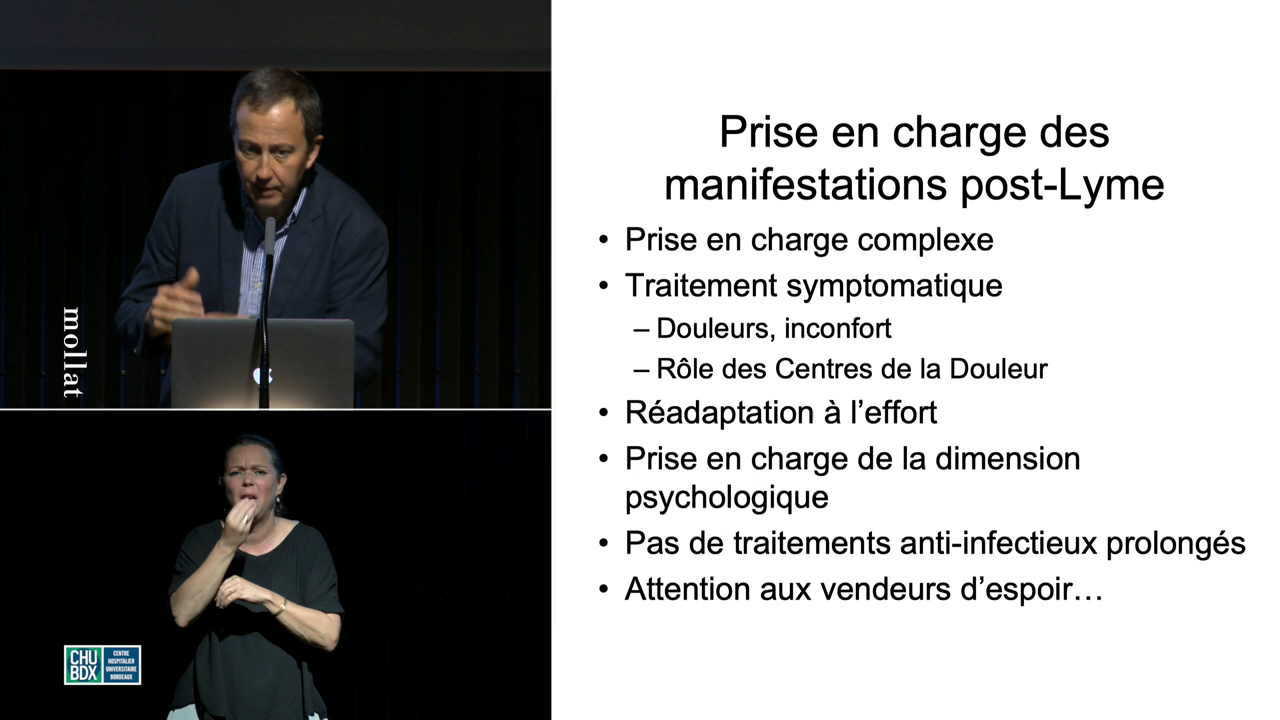 mollat
CHU
BDX
CENTRE
HOSPITALIER
UNIVERSITAIRE
BORDEAUX
Prise en charge des
manifestations post-Lyme
• Prise en charge complexe
• Traitement symptomatique
– Douleurs, inconfort
– Rôle des Centres de la Douleur
• Réadaptation à l’effort
• Prise en charge de la dimension
psychologique
• Pas de traitements anti-infectieux prolongés
• Attention aux vendeurs d’espoir…